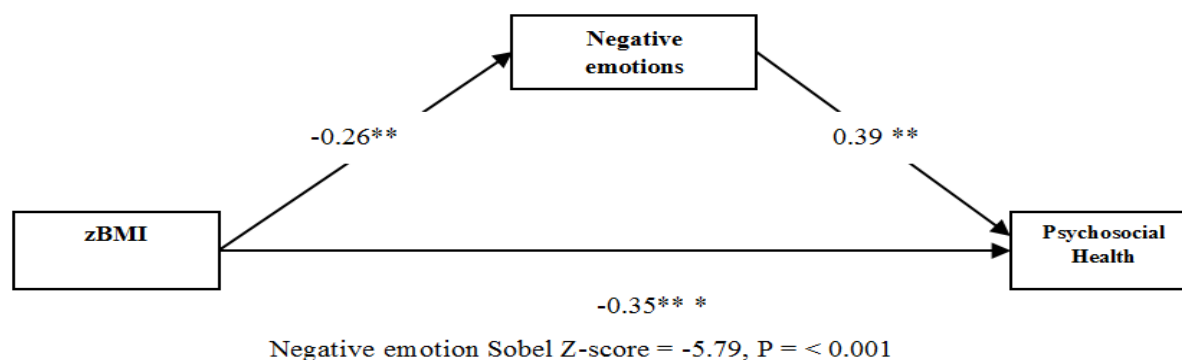 Negative
emotions
-0.26**
0.39 **
zBMI
Psychosocial
Health
-0.35** *
Negative emotion Sobel Z-score = -5.79, P = < 0.001